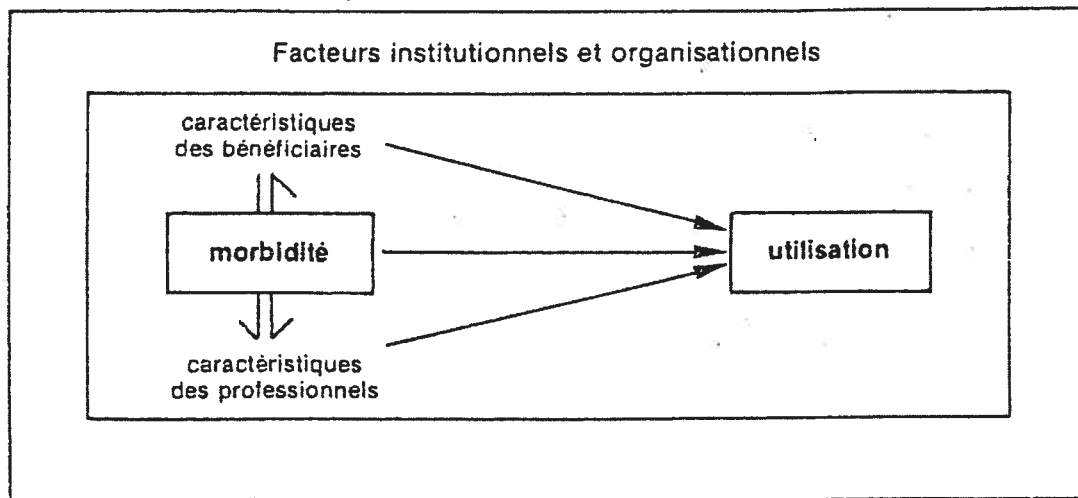 Facteurs institutionnels et organisationnels
caractéristiques
des bénéficiaires
morbidité
utilisation
caractéristiques
des professionnels